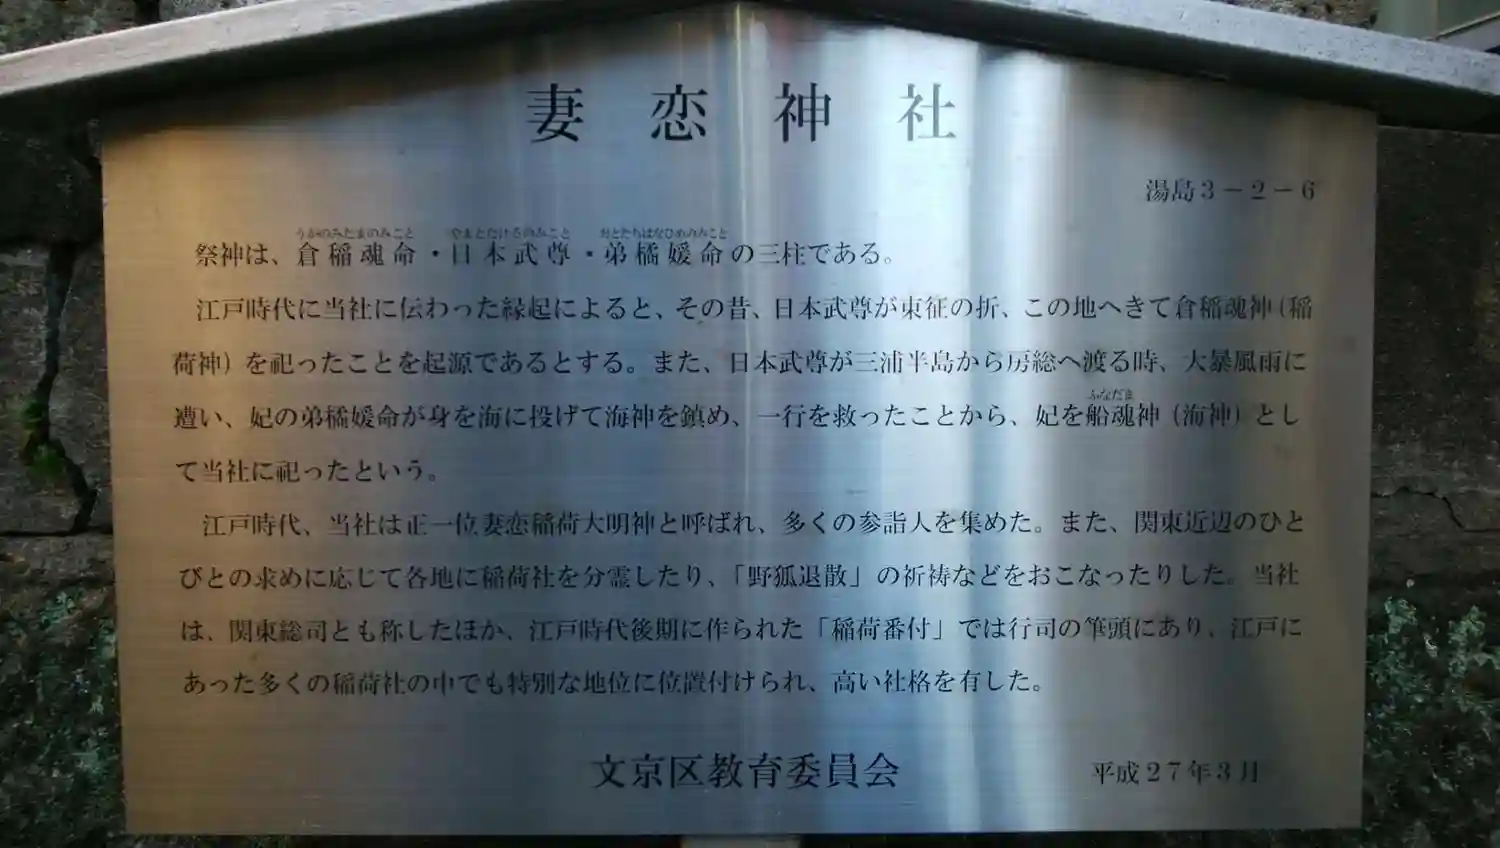 妻恋神社
湯島3-2-6
うかのみたまのみこと やまとたけるのみこと おとたちばなひめのみこと
祭神は、倉稲魂命・日本武尊・弟橘媛命の三柱である。
江戸時代に当社に伝わった縁起によると、その昔、日本武尊が東征の折、この地へきて倉稲魂神(稲
荷神)を祀ったことを起源であるとする。また、日本武尊が三浦半島から房総へ渡る時、大暴風雨に
ふなだま
遭い、妃の弟橘媛命が身を海に投げて海神を鎮め、一行を救ったことから、妃を船魂神(海神)とし
て当社に祀ったという。
江戸時代、当社は正一位妻恋稲荷大明神と呼ばれ、多くの参詣人を集めた。また、関東近辺のひと
びとの求めに応じて各地に稲荷社を分霊したり、「野狐退散」の祈祷などをおこなったりした。当社
は、関東総司とも称したほか、江戸時代後期に作られた「稲荷番付」では行司の筆頭にあり、江戸に
あった多くの稲荷社の中でも特別な地位に位置付けられ、高い社格を有した。
文京区教育委員会
平成27年3月